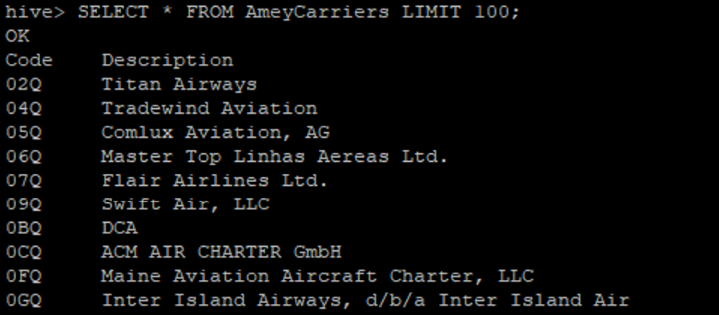 hive> SELECT * FROM AmeyCarriers LIMIT 100;
OK
Code Description
02Q Titan Airways
04Q Tradewind Aviation
05Q Comlux Aviation, AG
06Q Master Top Linhas Aereas Ltd.
07Q Flair Airlines Ltd.
09Q Swift Air, LLC
0BQ DCA
0CQ ACM AIR CHARTER GmbH
0FQ Maine Aviation Aircraft Charter, LLC
0GQ Inter Island Airways, d/b/a Inter Island Air